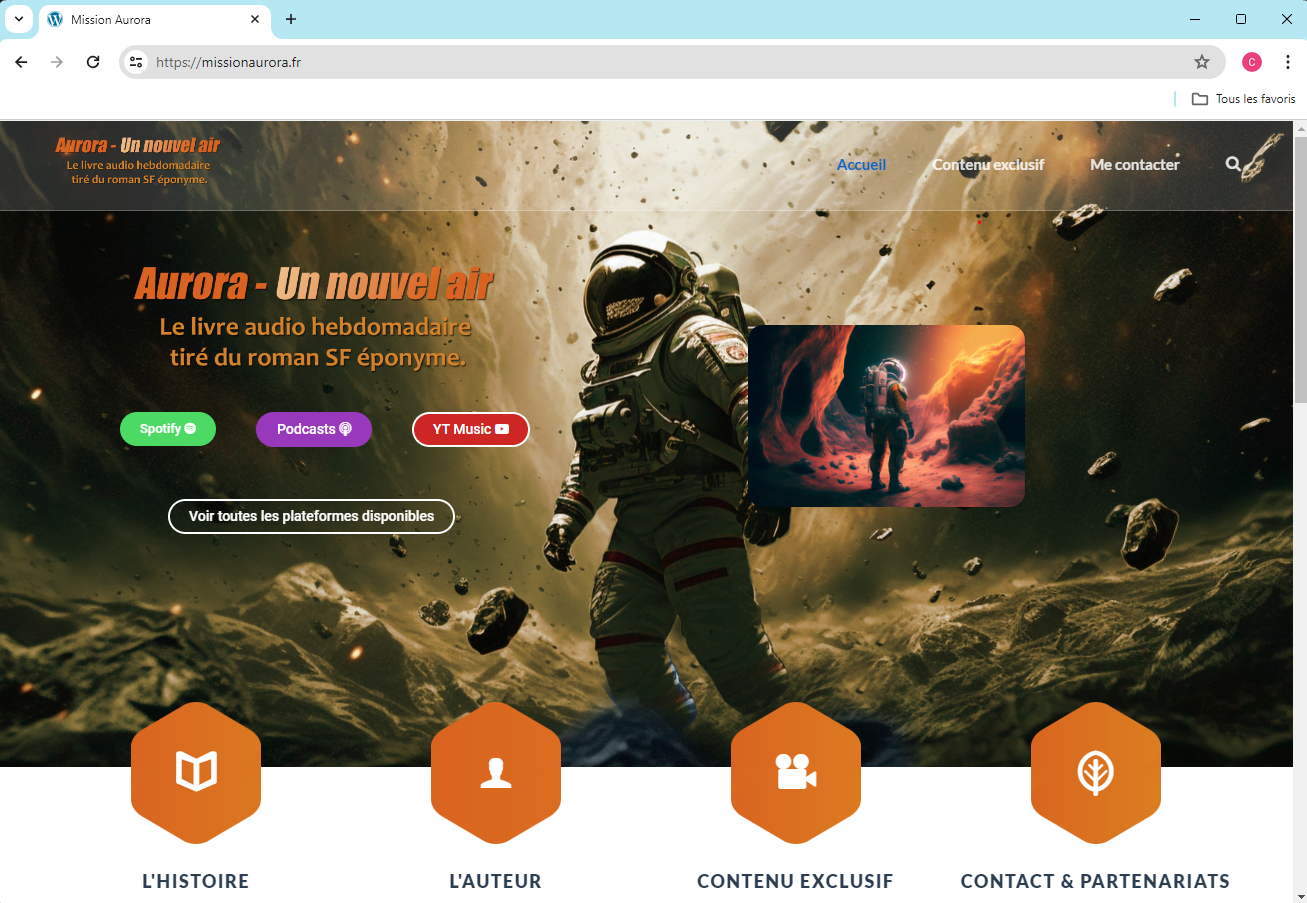 Mission Aurora
https://missionaurora.fr
C
Tous les favoris
Aurora - Un nouvel air
Le livre audio hebdomadaire
tiré du roman SF éponyme.
Accueil
Contenu exclusif
Me contacter
Aurora - Un nouvel air
Le livre audio hebdomadaire
tiré du roman SF éponyme.
Spotify
Podcasts
YT Music
Voir toutes les plateformes disponibles
L'HISTOIRE
L'AUTEUR
CONTENU EXCLUSIF
CONTACT & PARTENARIATS